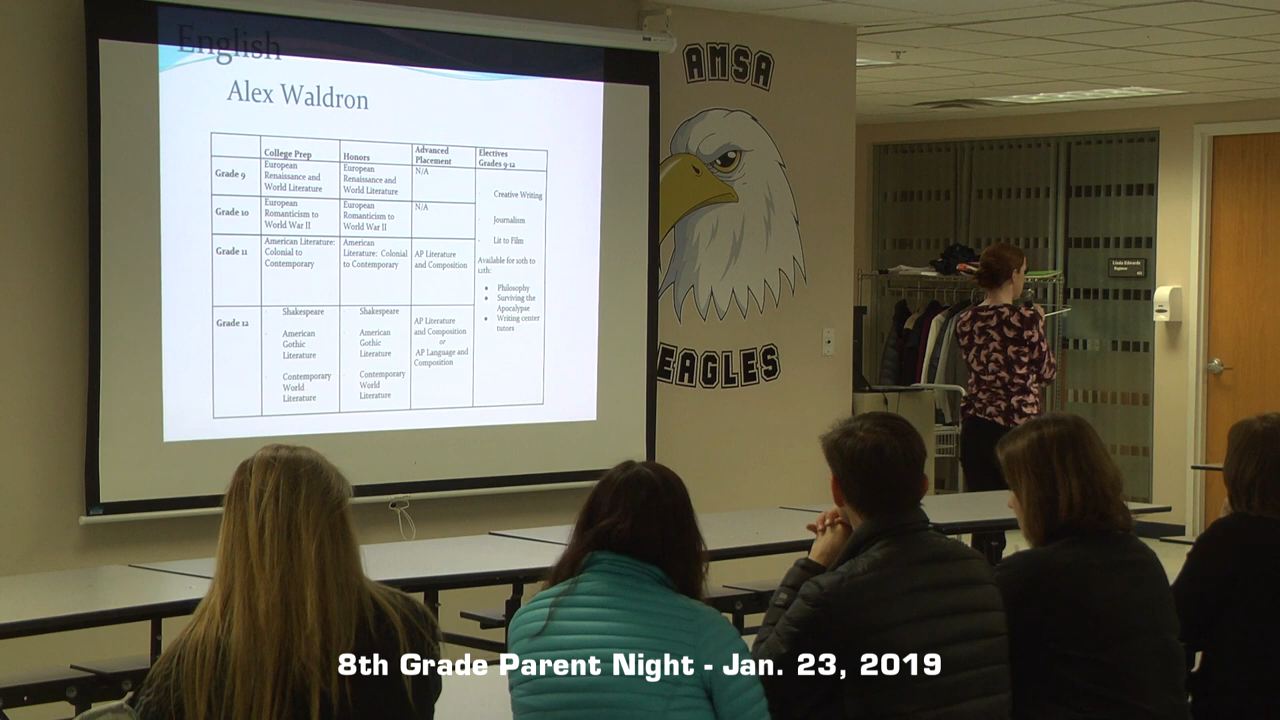 English
Alex Waldron
College Prep
Honors
Advanced
Placement
Electives
Grades 9-12
Grade 9
European
Renaissance and
World Literature
European
Renaissance and
World Literature
N/A
Grade 10
European
Romanticism to
World War II
European
Romanticism to
World War II
N/A
Grade 11
American Literature:
Colonial to
Contemporary
American
Literature: Colonial
to Contemporary
AP Literature
and Composition
Grade 12
Shakespeare
American
Gothic
Literature
Contemporary
World
Literature
Shakespeare
American
Gothic
Literature
Contemporary
World
Literature
AP Literature
and Composition
or
AP Language and
Composition
Creative Writing
Journalism
Lit to Film
Available for 10th to
12th:
• Philosophy
• Surviving the
Apocalypse
• Writing center
tutors
AMSA
EAGLES
Linda Edwards
8th Grade Parent Night - Jan. 23, 2019